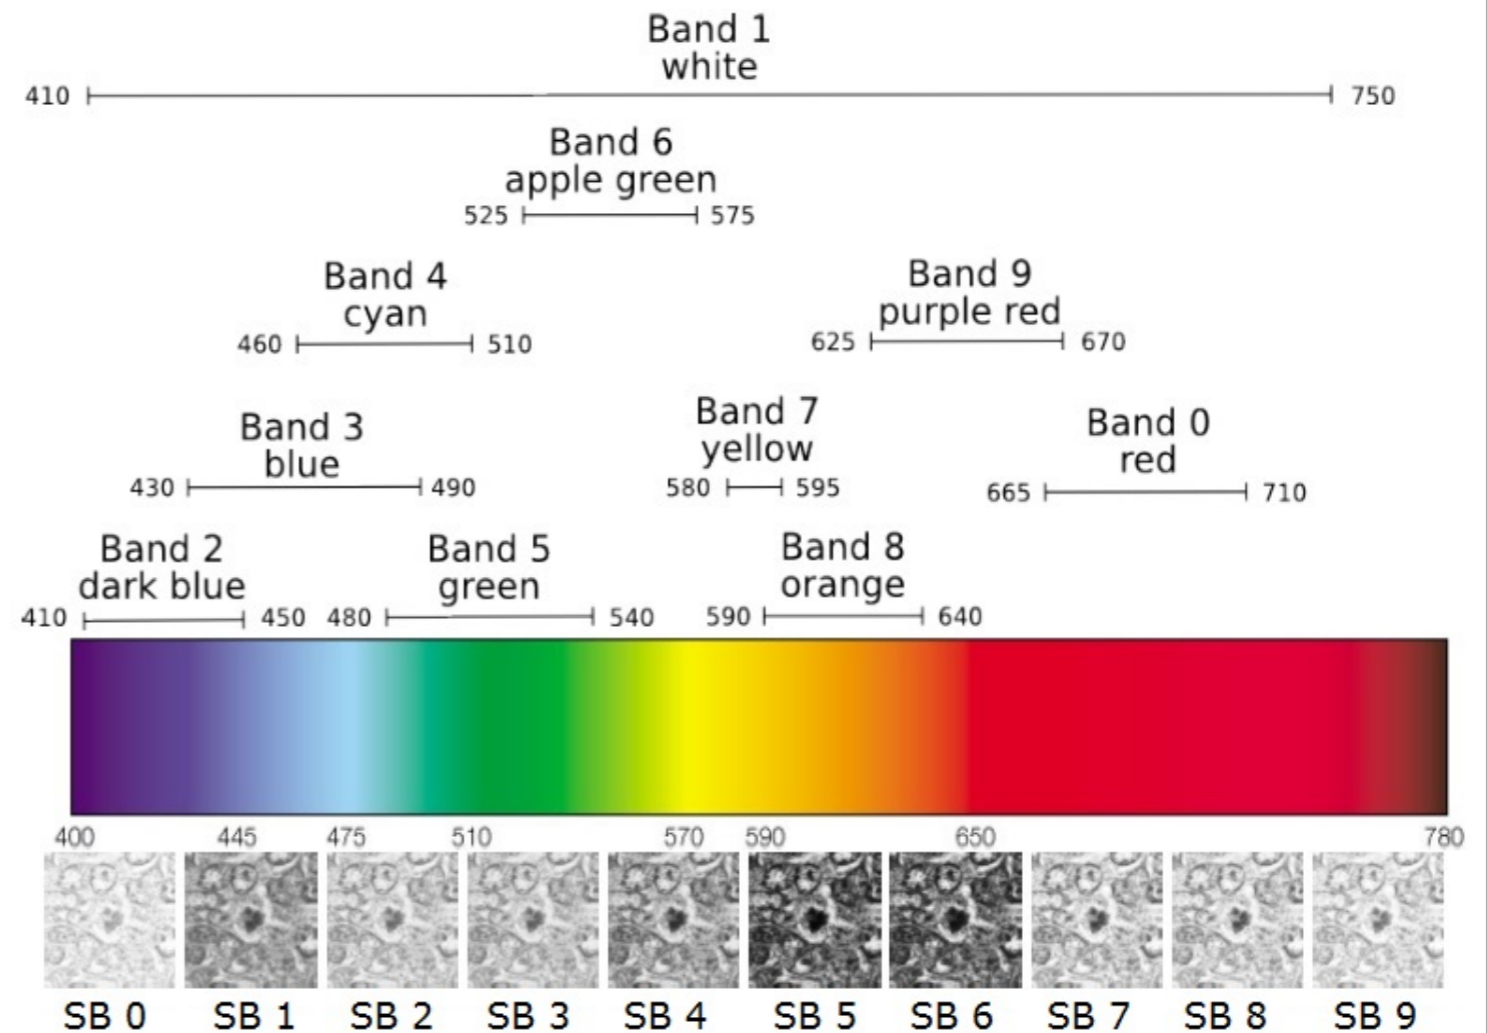 Band 1
white
410 750
Band 6
apple green
525 575
Band 4
cyan
460 510
Band 9
purple red
625 670
Band 3
blue
430 490
Band 7
yellow
580 595
Band 0
red
665 710
Band 2
dark blue
410 450
Band 5
green
480 540
Band 8
orange
590 640
400 445 475 510 570 590 650 780
SB 0 SB 1 SB 2 SB 3 SB 4 SB 5 SB 6 SB 7 SB 8 SB 9